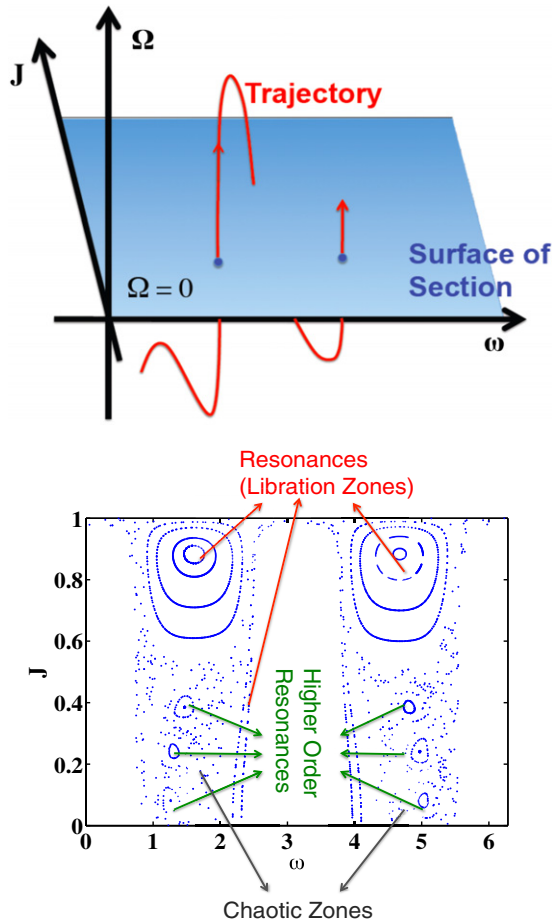 Ω
J
Trajectory
Surface of
Section
Ω = 0
ω
Resonances
(Libration Zones)
1
0.8
0.6
0.4
0.2
0
J
Higher Order
Resonances
0 1 2 3 4 5 6
ω
Chaotic Zones